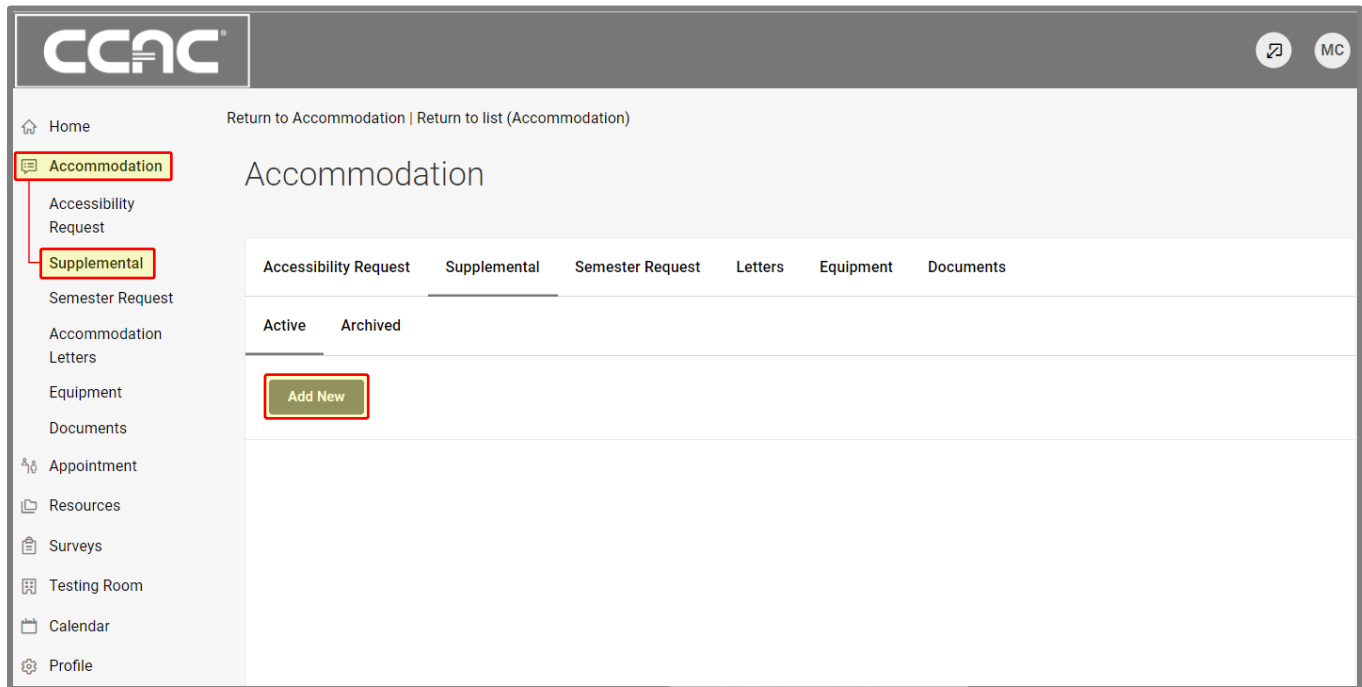 CCAC®
MC
Return to Accommodation | Return to list (Accommodation)
Home
Accommodation
Accessibility
Request
Supplemental
Semester Request
Accommodation
Letters
Equipment
Documents
Appointment
Resources
Surveys
Testing Room
Calendar
Profile
Accommodation
Accessibility Request Supplemental Semester Request Letters Equipment Documents
Active Archived
Add New